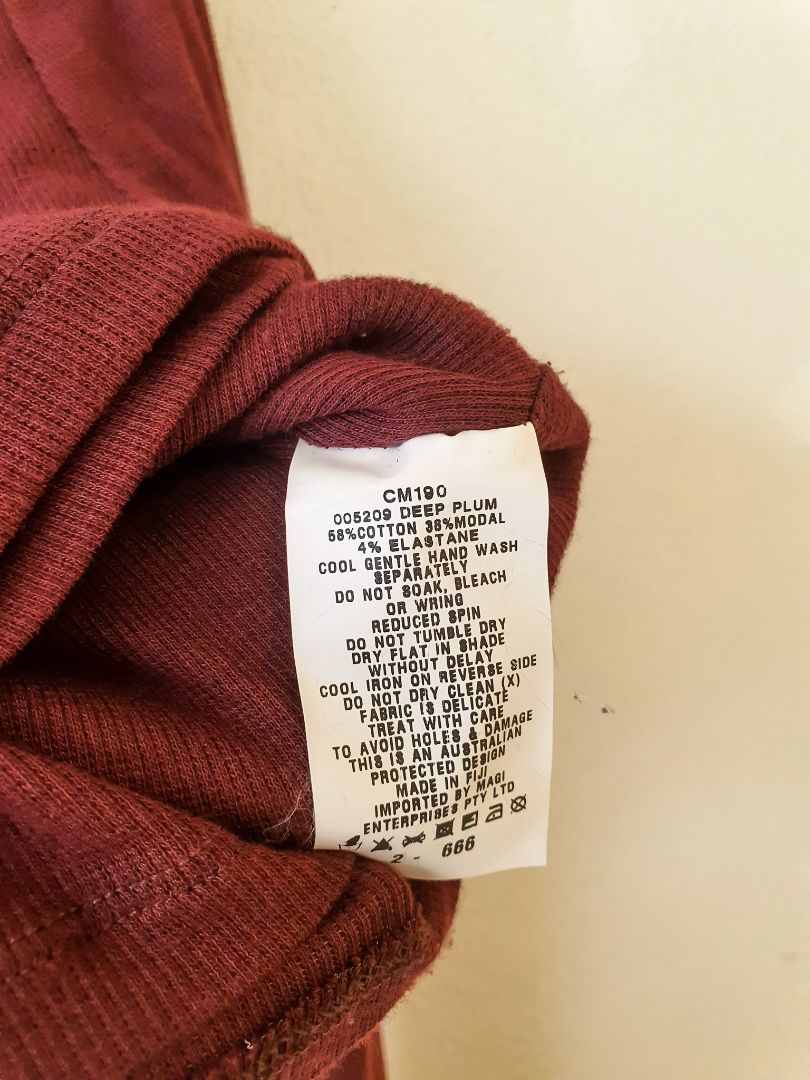 CM190
005209 DEEP PLUM
58%COTTON 38%MODAL
4% ELASTANE
COOL GENTLE HAND WASH
SEPARATELY
DO NOT SOAK, BLEACH
OR WRING
REDUCED SPIN
DO NOT TUMBLE DRY
DRY FLAT IN SHADE
WITHOUT DELAY
COOL IRON ON REVERSE SIDE
DO NOT DRY CLEAN (X)
FABRIC IS DELICATE
TREAT WITH CARE
TO AVOID HOLES & DAMAGE
THIS IS AN AUSTRALIAN
PROTECTED DESIGN
MADE IN FIJI
IMPORTED BY MAGI
ENTERPRISES PTY LTD
2 - 666